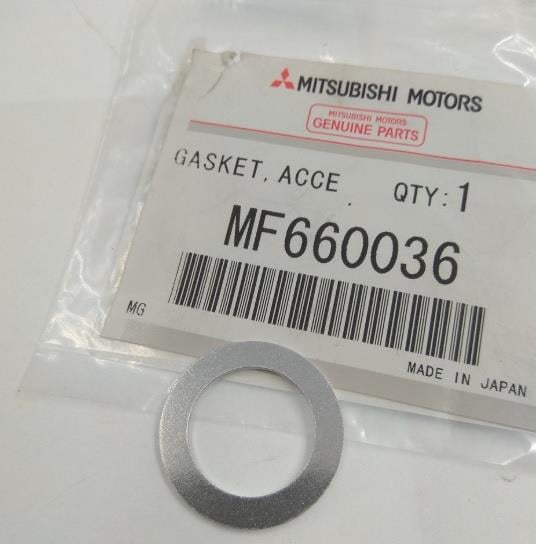 MITSUBISHI MOTORS
MITSUBISHI MOTORS
GENUINE PARTS
GASKET, ACCE . QTY: 1
MF660036
MG
MADE IN JAPAN